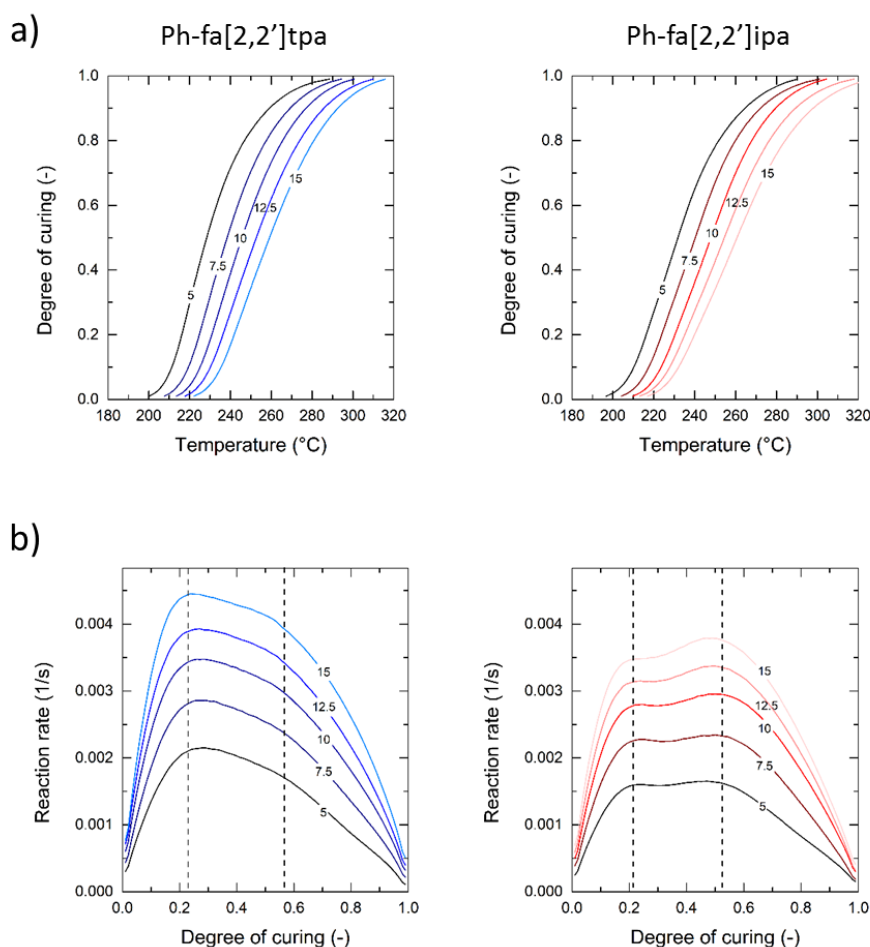 a)
Ph-fa[2,2’]tpa
Ph-fa[2,2’]ipa
Degree of curing (-)
1.0
0.8
0.6
0.4
0.2
0.0
15
12.5
10
7.5
5
180 200 220 240 260 280 300 320
Temperature (°C)
Degree of curing (-)
1.0
0.8
0.6
0.4
0.2
0.0
15
12.5
10
7.5
5
180 200 220 240 260 280 300 320
Temperature (°C)
b)
Reaction rate (1/s)
0.004
0.003
0.002
0.001
0.000
15
12.5
10
7.5
5
0.0 0.2 0.4 0.6 0.8 1.0
Degree of curing (-)
Reaction rate (1/s)
0.004
0.003
0.002
0.001
0.000
15
12.5
10
7.5
5
0.0 0.2 0.4 0.6 0.8 1.0
Degree of curing (-)